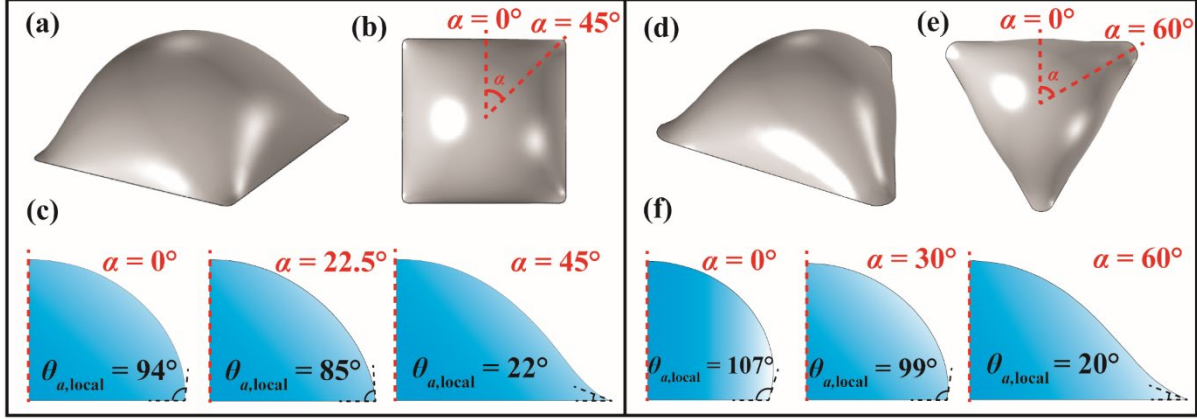 (a)
(b)
α = 0° α = 45°
α
(c)
α = 0°
θa,local = 94°
α = 22.5°
θa,local = 85°
α = 45°
θa,local = 22°
(d)
(e)
α = 0°
α = 60°
α
(f)
α = 0°
θa,local = 107°
α = 30°
θa,local = 99°
α = 60°
θa,local = 20°